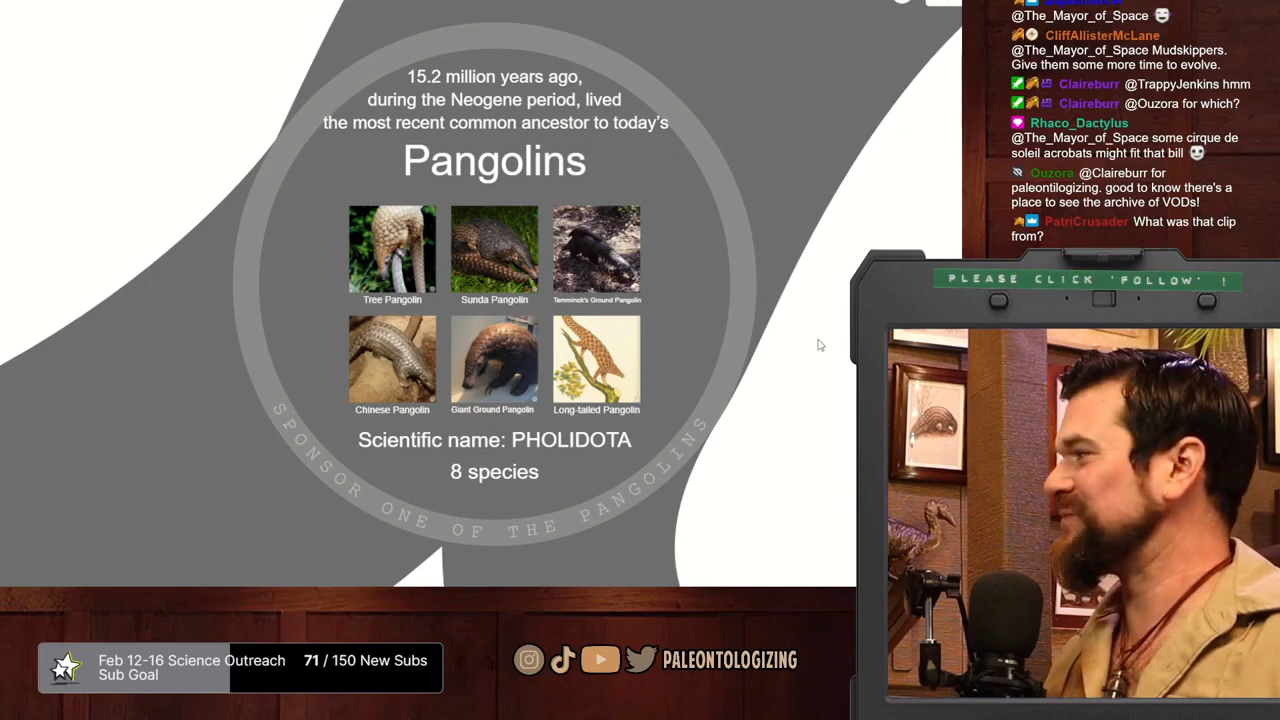 15.2 million years ago,
during the Neogene period, lived
the most recent common ancestor to today's
Pangolins
Tree Pangolin
Sunda Pangolin
Temminck's Ground Pangolin
Chinese Pangolin
Giant Ground Pangolin
Long-tailed Pangolin
Scientific name: PHOLIDOTA
8 species
SPONSOR ONE OF THE PANGOLINS
@The_Mayor_of_Space
CliffAllisterMcLane
@The_Mayor_of_Space Mudskippers.
Give them some more time to evolve.
Claireburr @TrappyJenkins hmm
Claireburr @Ouzora for which?
Rhaco_Dactylus
@The_Mayor_of_Space some cirque de
soleil acrobats might fit that bill
Ouzora @Claireburr for
paleontilogizing. good to know there's a
place to see the archive of VODs!
PatriCrusader What was that clip
from?
PLEASE CLICK 'FOLLOW' !
Feb 12-16 Science Outreach
Sub Goal
71 / 150 New Subs
PALEONTOLOGIZING